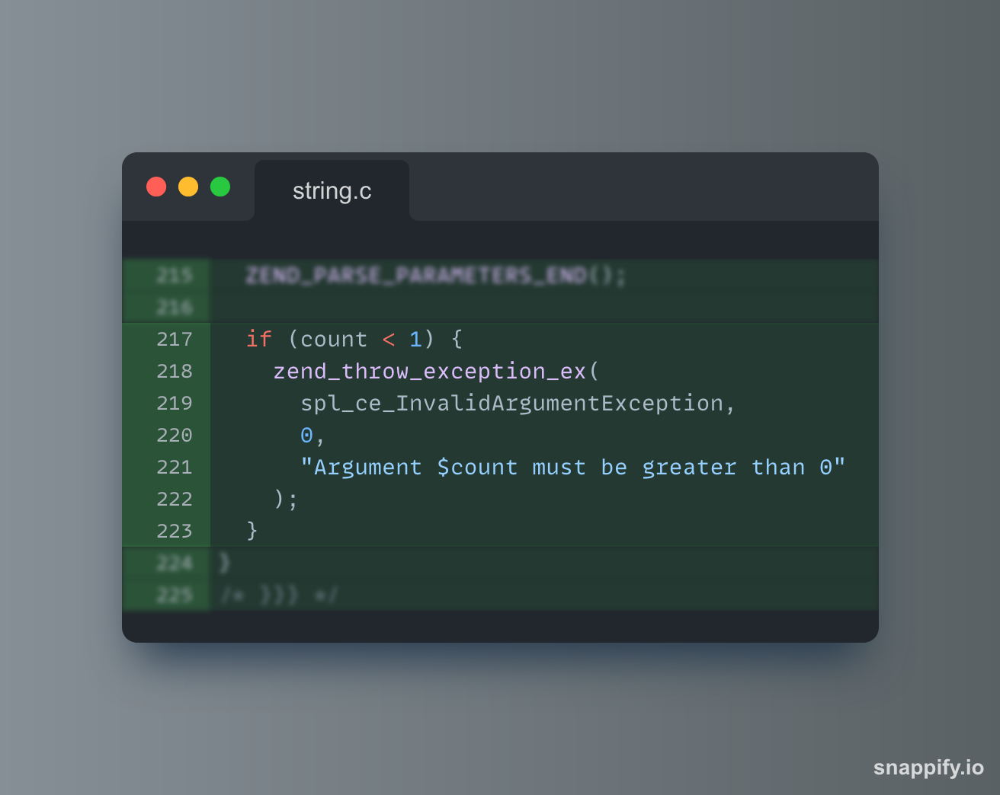 string.c
215 ZEND_PARSE_PARAMETERS_END();
216
217 if (count < 1) {
218 zend_throw_exception_ex(
219 spl_ce_InvalidArgumentException,
220 0,
221 "Argument $count must be greater than 0"
222 );
223 }
224 }
225 /* }}} */
snappify.io